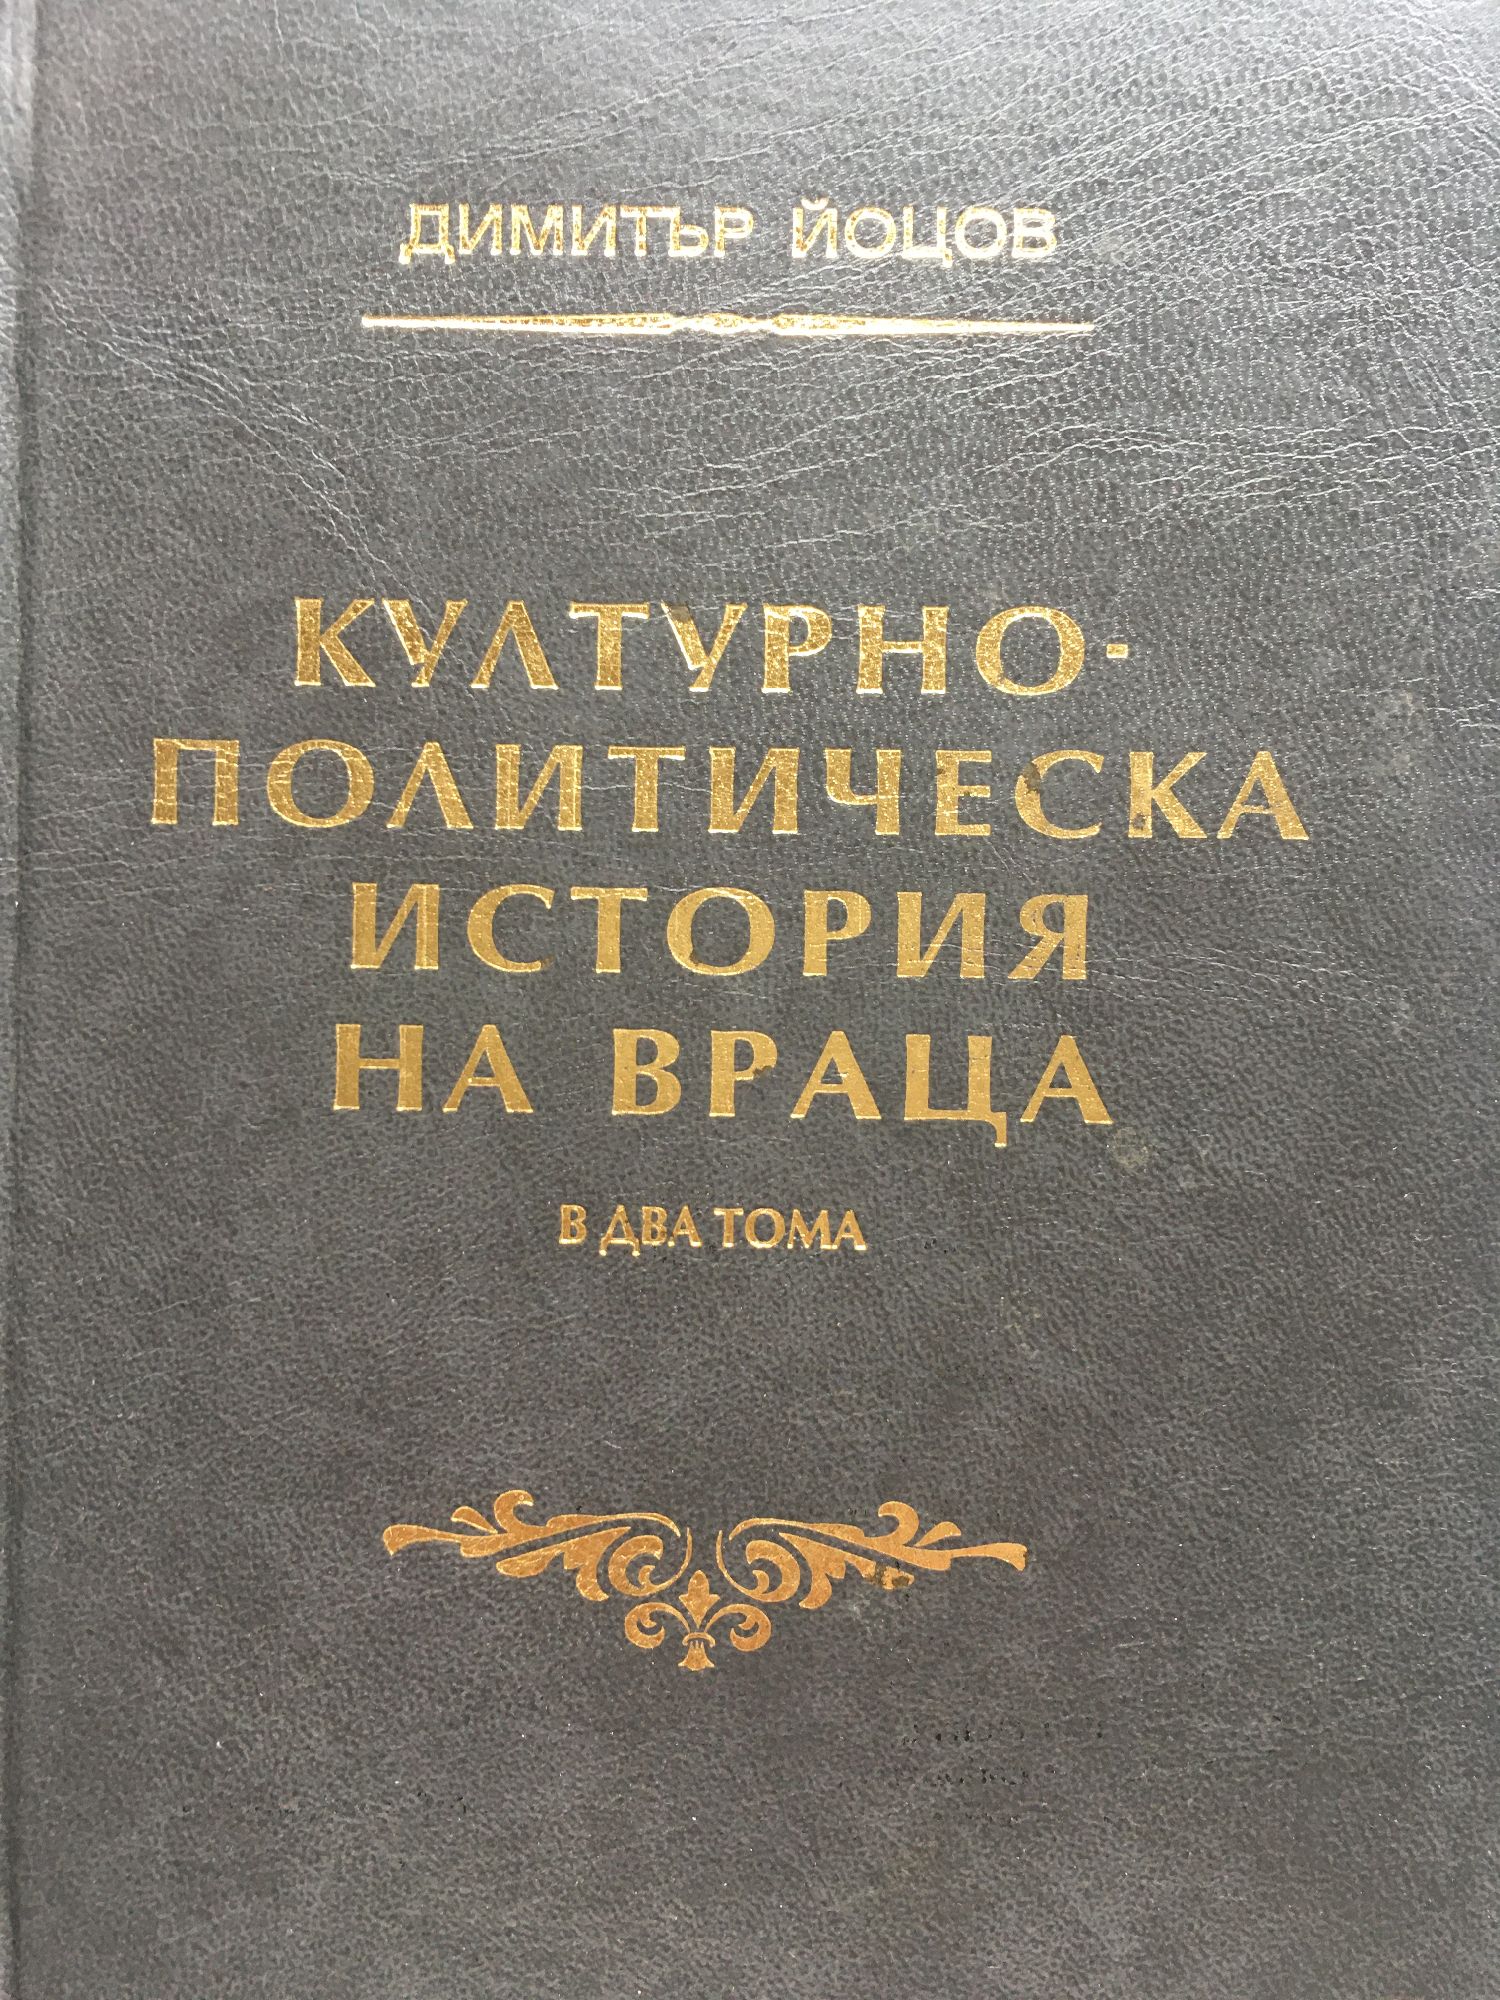 ДИМИТЪР ЙОЦОВ
КУЛТУРНО-
ПОЛИТИЧЕСКА
ИСТОРИЯ
НА ВРАЦА
В ДВА ТОМА